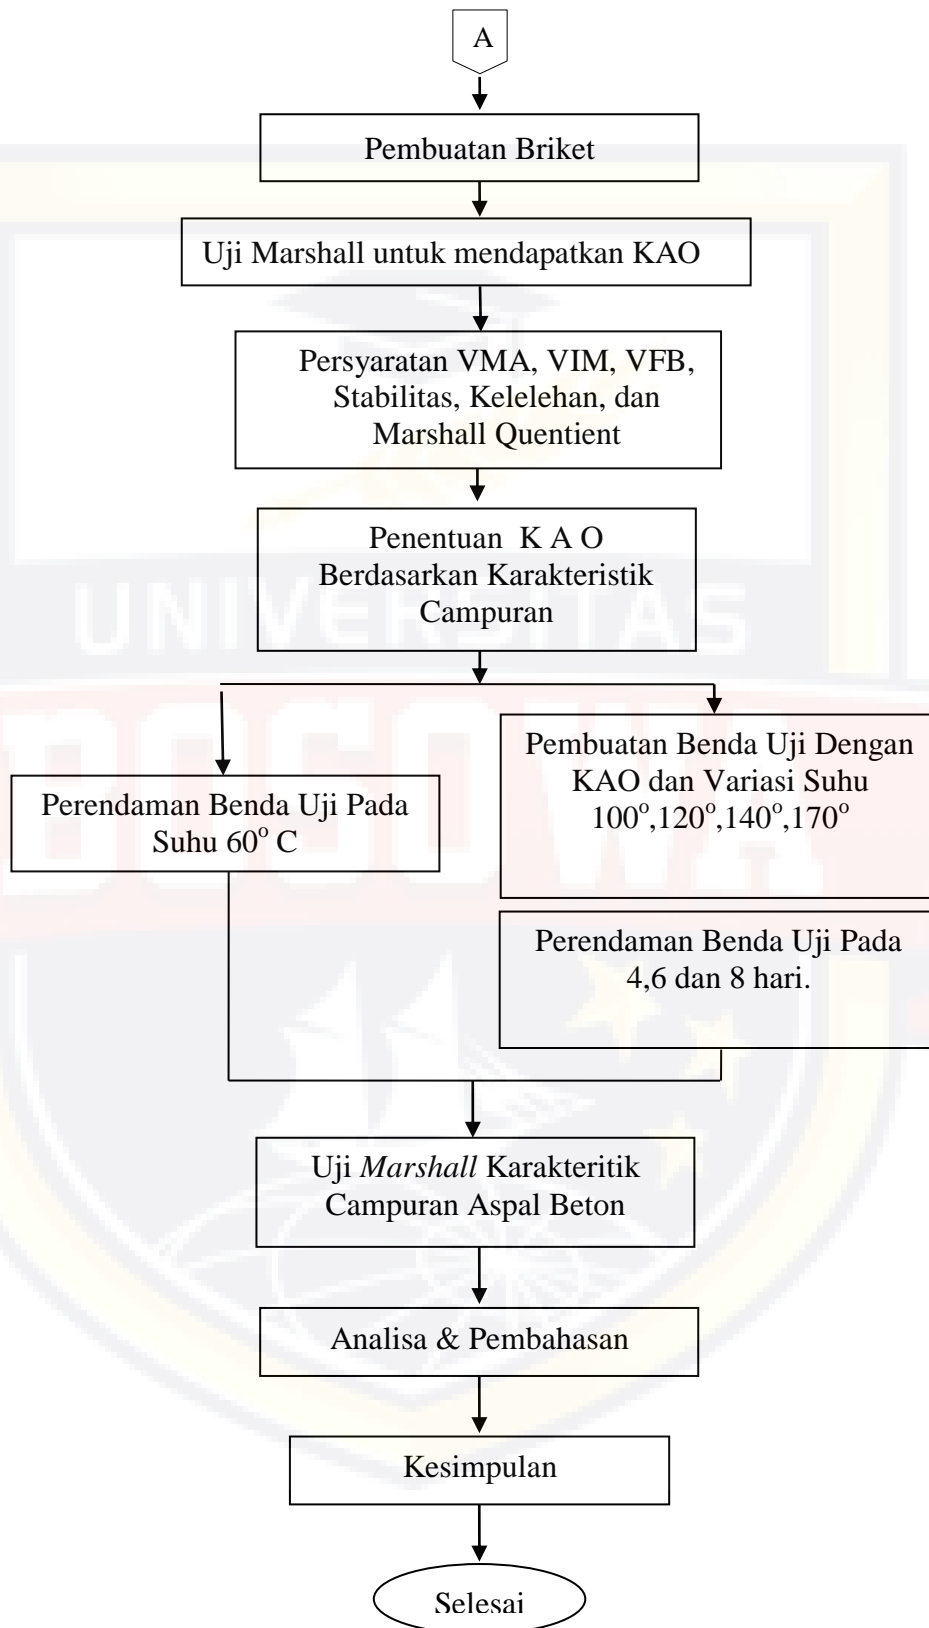 A
Pembuatan Briket
Uji Marshall untuk mendapatkan KAO
Persyaratan VMA, VIM, VFB,
Stabilitas, Kelelehan, dan
Marshall Quentient
Penentuan K A O
Berdasarkan Karakteristik
Campuran
UNIVERSITAS
BOSOWA
Perendaman Benda Uji Pada
Suhu 60° C
Pembuatan Benda Uji Dengan
KAO dan Variasi Suhu
100°,120°,140°,170°
Perendaman Benda Uji Pada
4,6 dan 8 hari.
Uji Marshall Karakteritik
Campuran Aspal Beton
Analisa & Pembahasan
Kesimpulan
Selesai